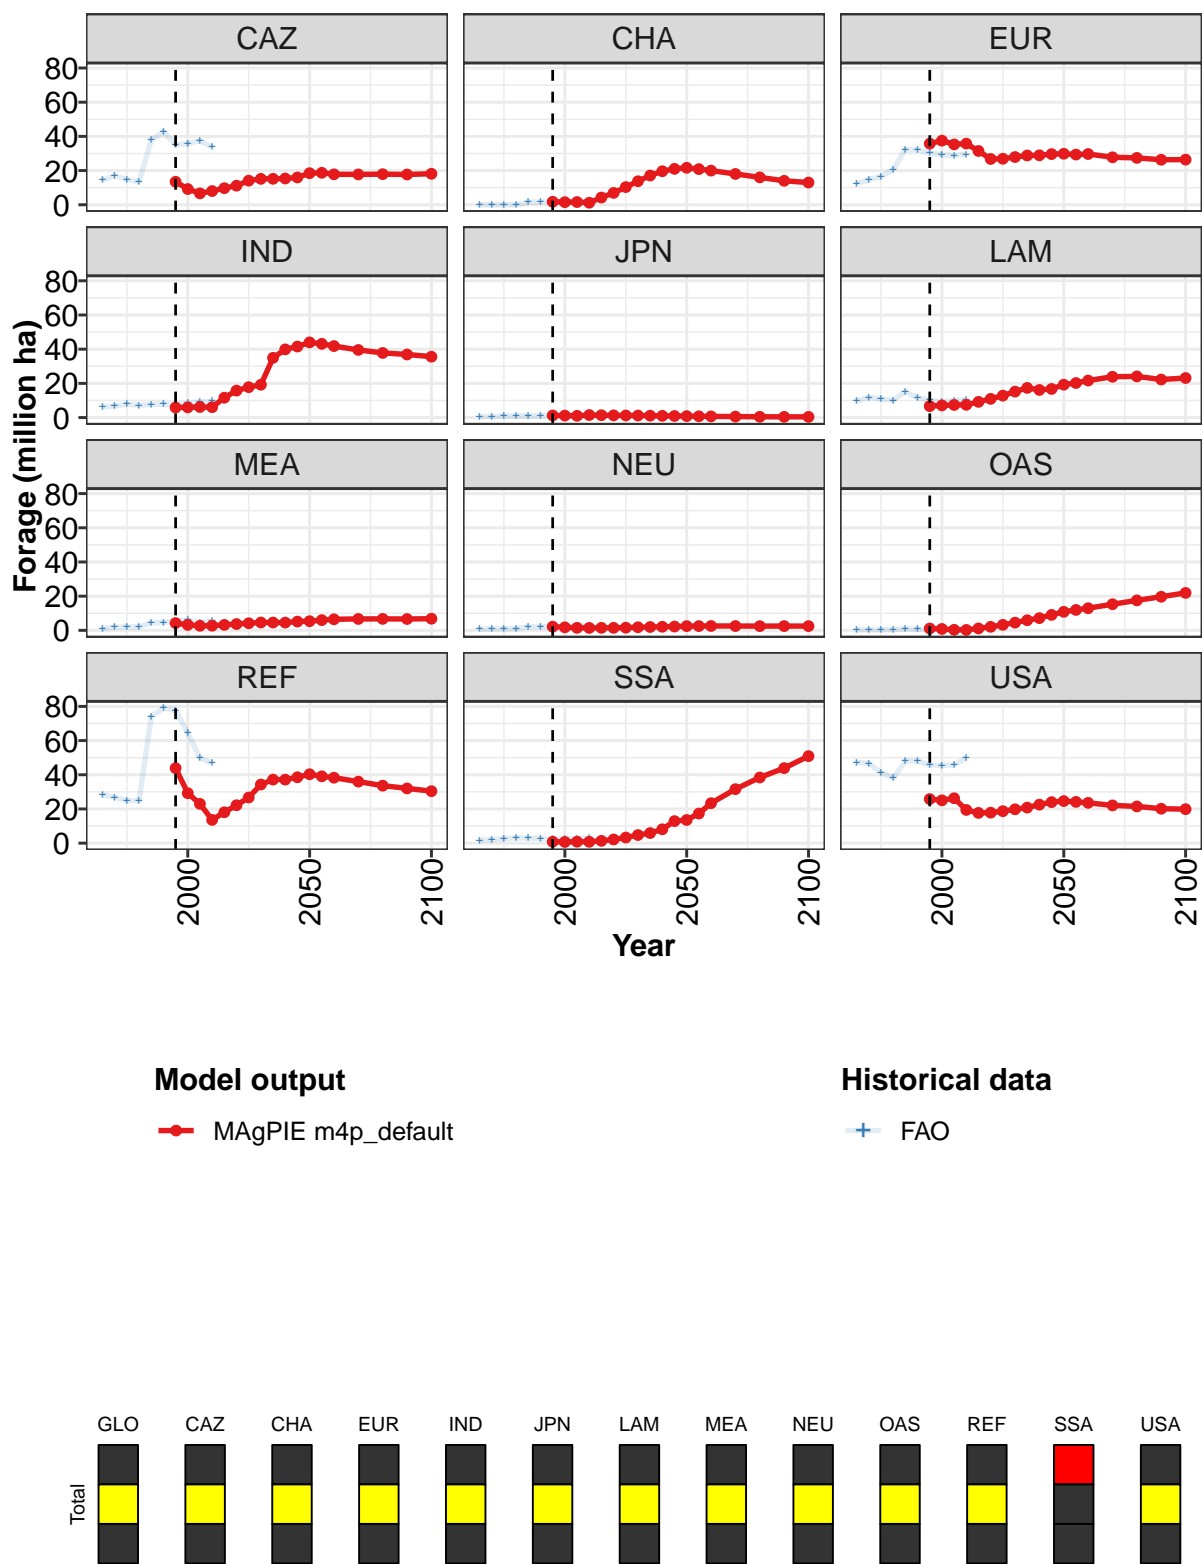 CAZ CHA EUR
80
60
40
20
0
IND JPN LAM
80
60
40
20
0
MEA NEU OAS
80
60
40
20
0
REF SSA USA
80
60
40
20
0
Forage (million ha)
2000 2050 2100 2000 2050 2100 2000 2050 2100
Year
Model output Historical data
MAgPIE m4p_default FAO
GLO CAZ CHA EUR IND JPN LAM MEA NEU OAS REF SSA USA
Total